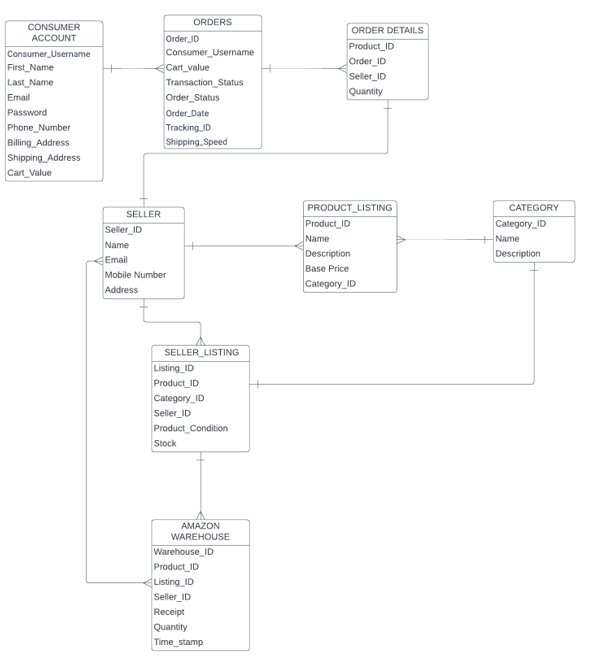 CONSUMER
ACCOUNT
Consumer_Username
First_Name
Last_Name
Email
Password
Phone_Number
Billing_Address
Shipping_Address
Cart_Value
ORDERS
Order_ID
Consumer_Username
Cart_value
Transaction_Status
Order_Status
Order_Date
Tracking_ID
Shipping_Speed
ORDER DETAILS
Product_ID
Order_ID
Seller_ID
Quantity
SELLER
Seller_ID
Name
Email
Mobile Number
Address
PRODUCT_LISTING
Product_ID
Name
Description
Base Price
Category_ID
CATEGORY
Category_ID
Name
Description
SELLER_LISTING
Listing_ID
Product_ID
Category_ID
Seller_ID
Product_Condition
Stock
AMAZON
WAREHOUSE
Warehouse_ID
Product_ID
Listing_ID
Seller_ID
Receipt
Quantity
Time_stamp